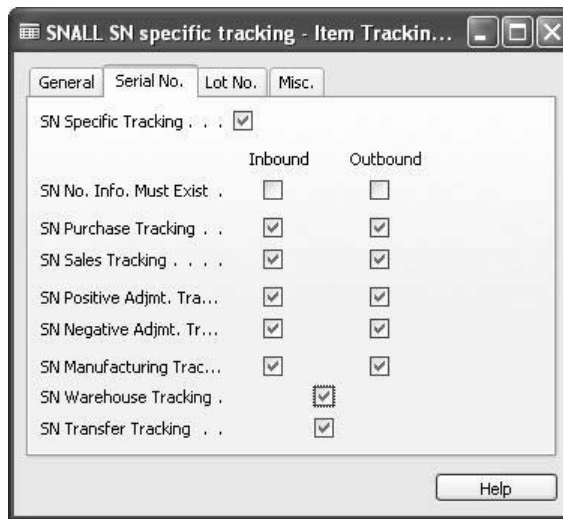 SNALL SN specific tracking - Item Trackin...
General Serial No. Lot No. Misc.
SN Specific Tracking . . .
Inbound Outbound
SN No. Info. Must Exist .
SN Purchase Tracking . .
SN Sales Tracking . . . .
SN Positive Adjmt. Tra...
SN Negative Adjmt. Tr...
SN Manufacturing Trac...
SN Warehouse Tracking .
SN Transfer Tracking . .
Help